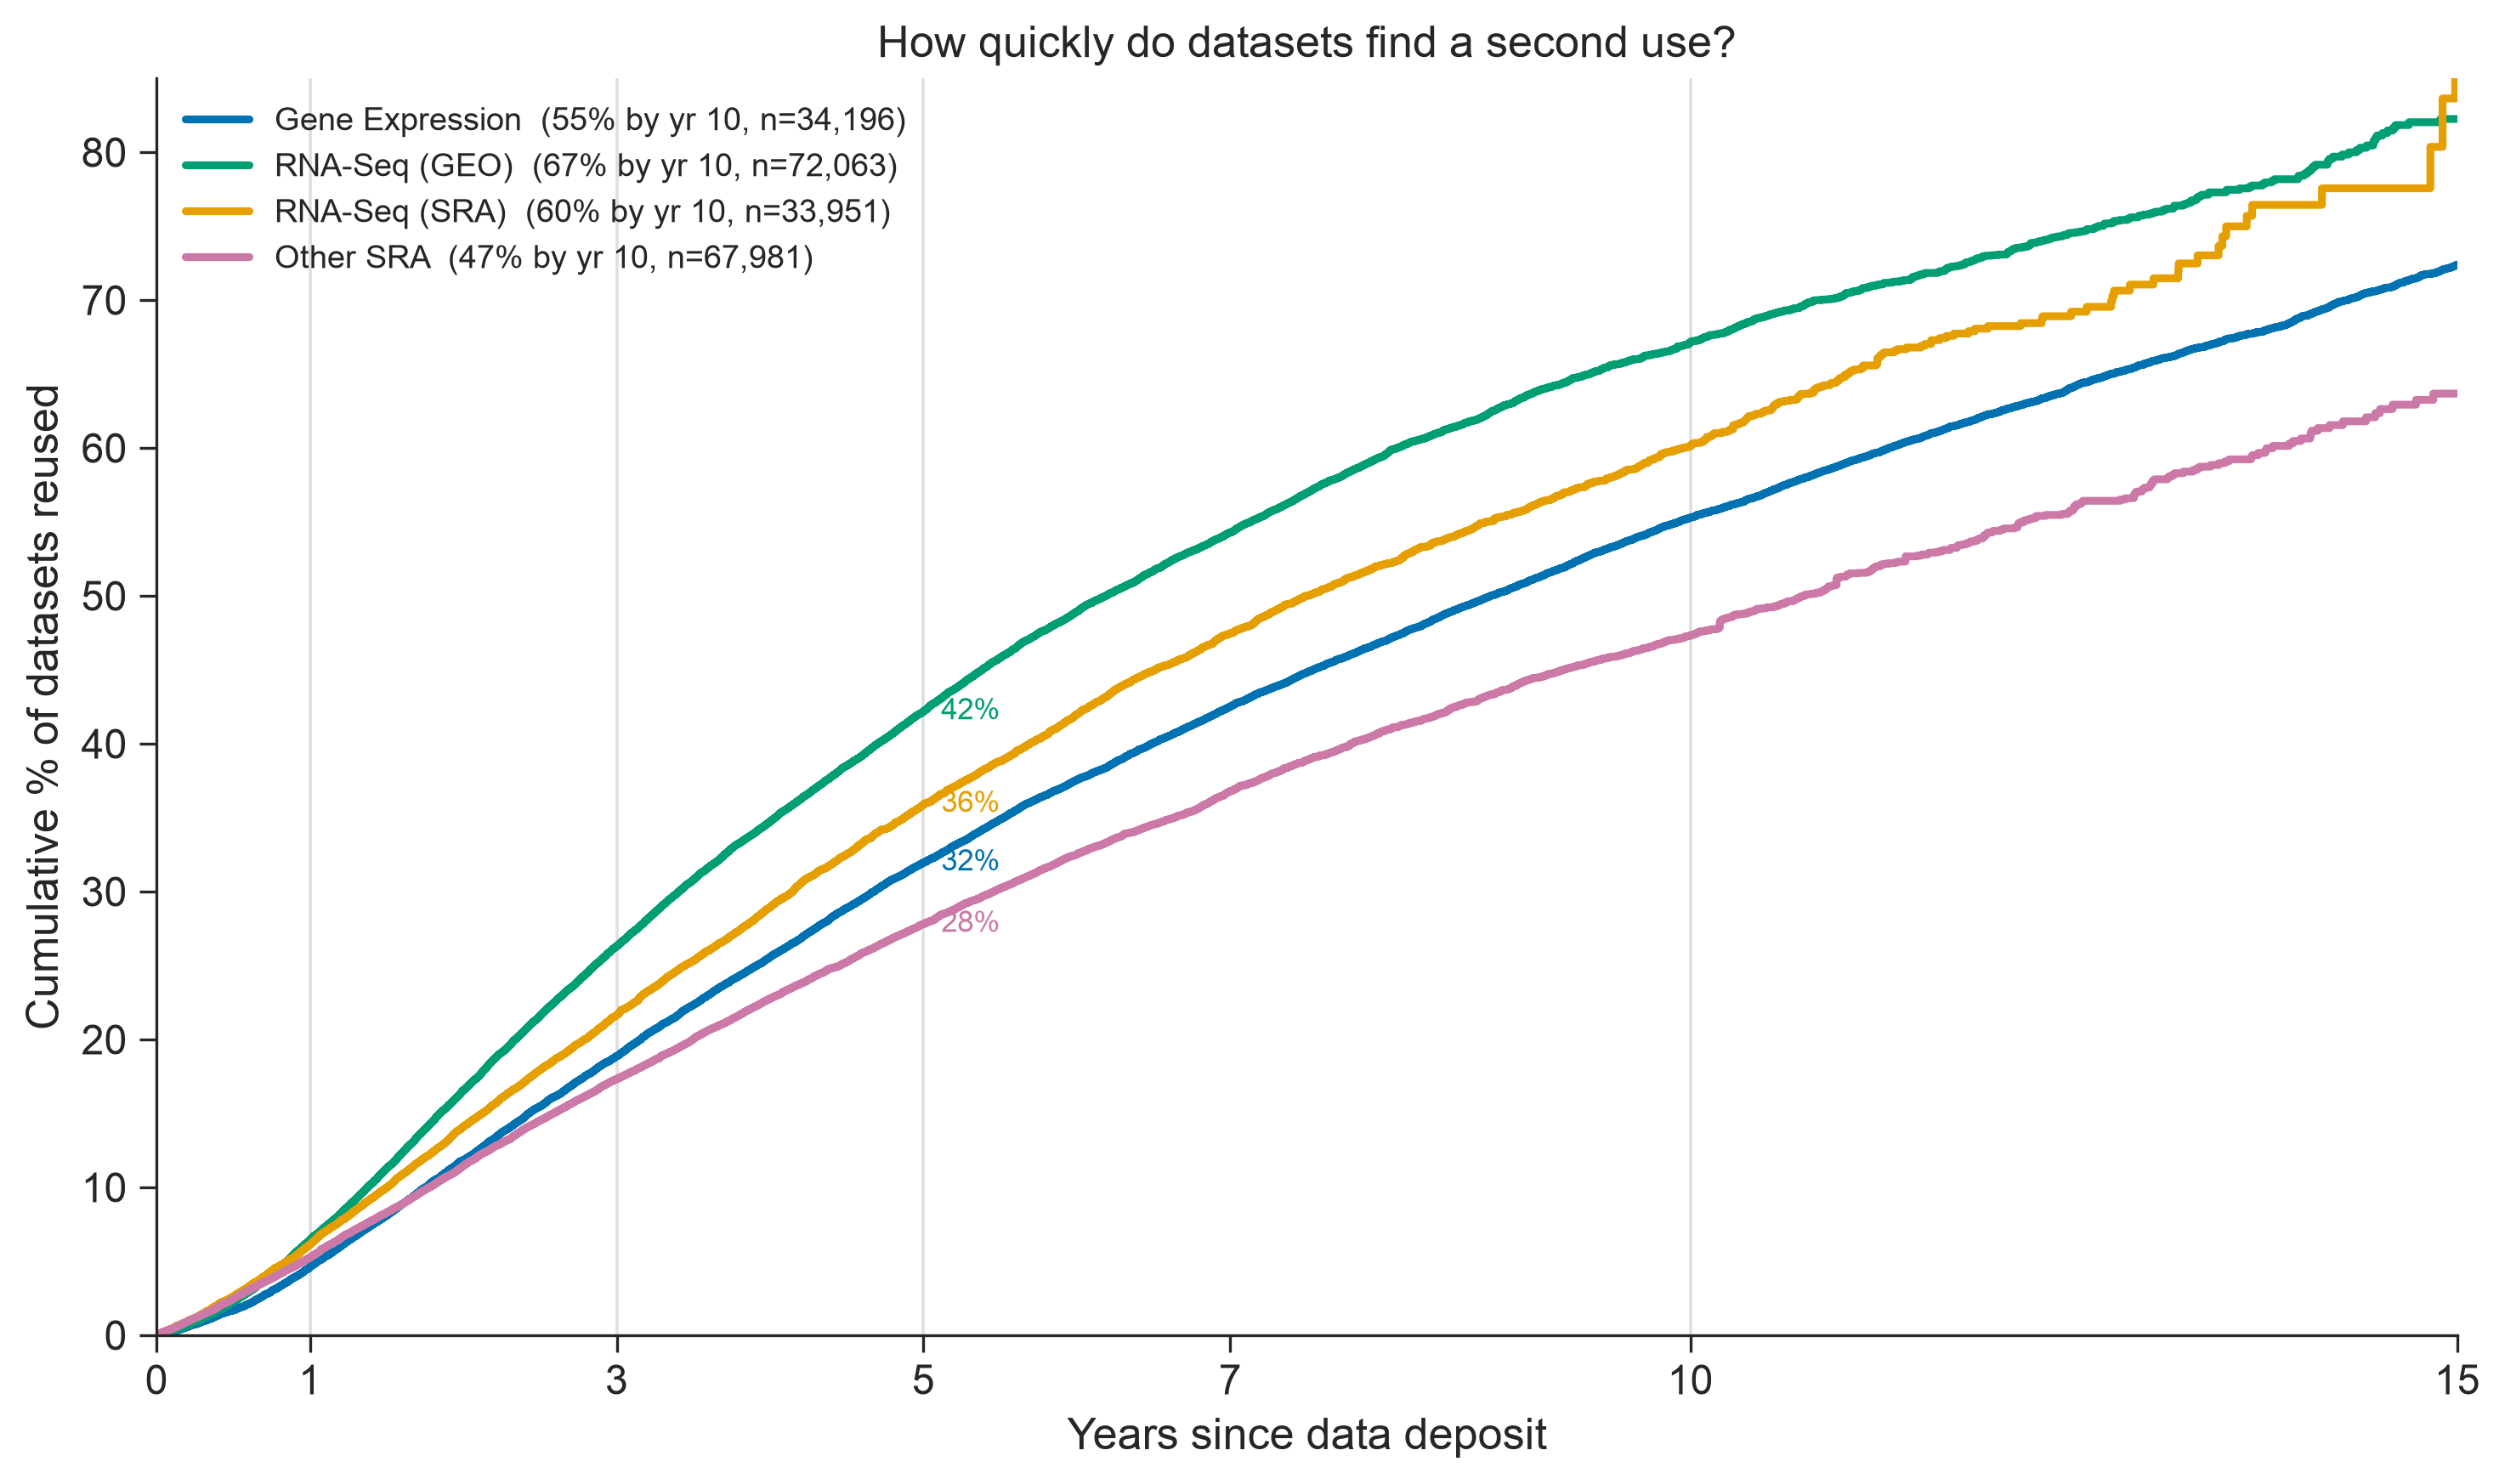 How quickly do datasets find a second use?
Gene Expression (55% by yr 10, n=34,196)
RNA-Seq (GEO) (67% by yr 10, n=72,063)
RNA-Seq (SRA) (60% by yr 10, n=33,951)
Other SRA (47% by yr 10, n=67,981)
Cumulative % of datasets reused
80
70
60
50
40
30
20
10
0
42%
36%
32%
28%
0 1 3 5 7 10 15
Years since data deposit